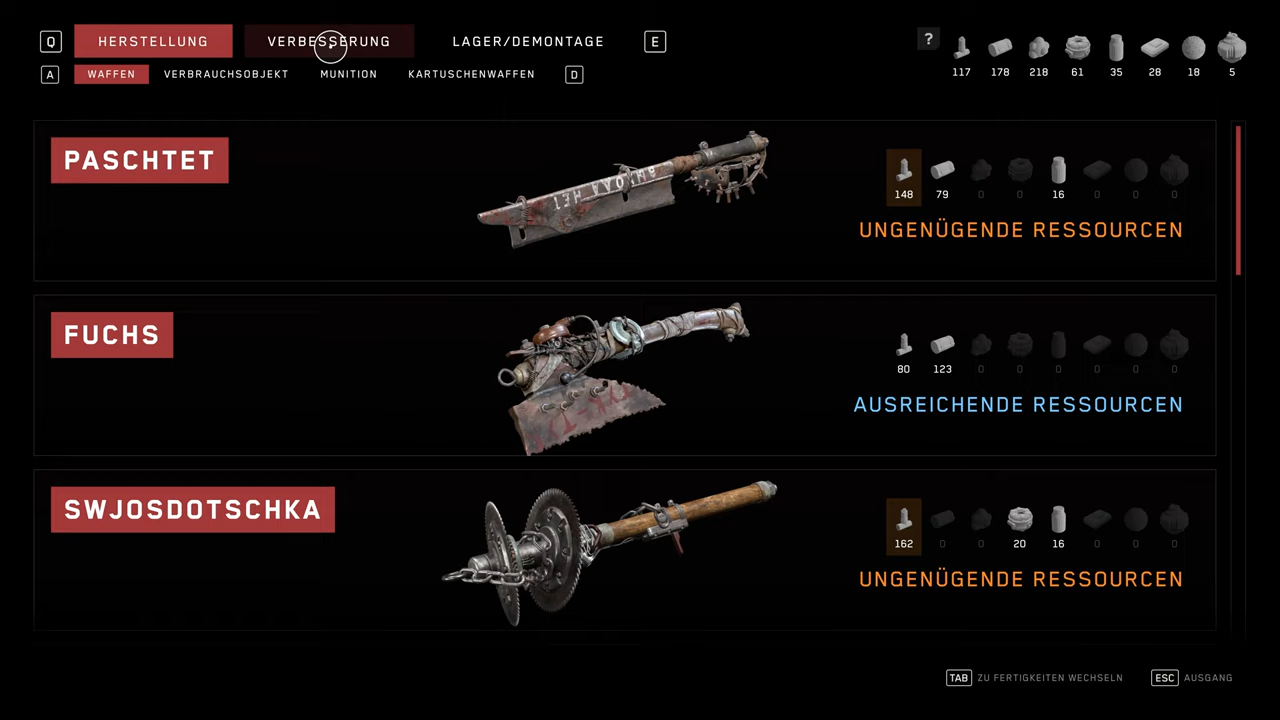 Q HERSTELLUNG VERBESSERUNG LAGER/DEMONTAGE E ?
A WAFFEN VERBRAUCHSOBJEKT MUNITION KARTUSCHENWAFFEN D
117 178 218 61 35 28 18 5
PASCHTET
148 79 0 0 16 0 0 0
UNGENÜGENDE RESSOURCEN
FUCHS
80 123 0 0 0 0 0 0
AUSREICHENDE RESSOURCEN
SWJOSDOTSCHKA
162 0 0 20 16 0 0 0
UNGENÜGENDE RESSOURCEN
TAB ZU FERTIGKEITEN WECHSELN ESC AUSGANG